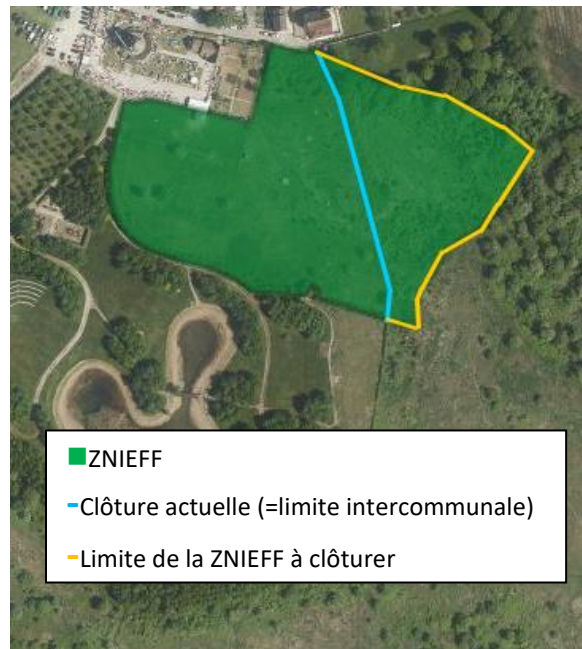 ZNIEFF
Clôture actuelle (=limite intercommunale)
Limite de la ZNIEFF à clôturer